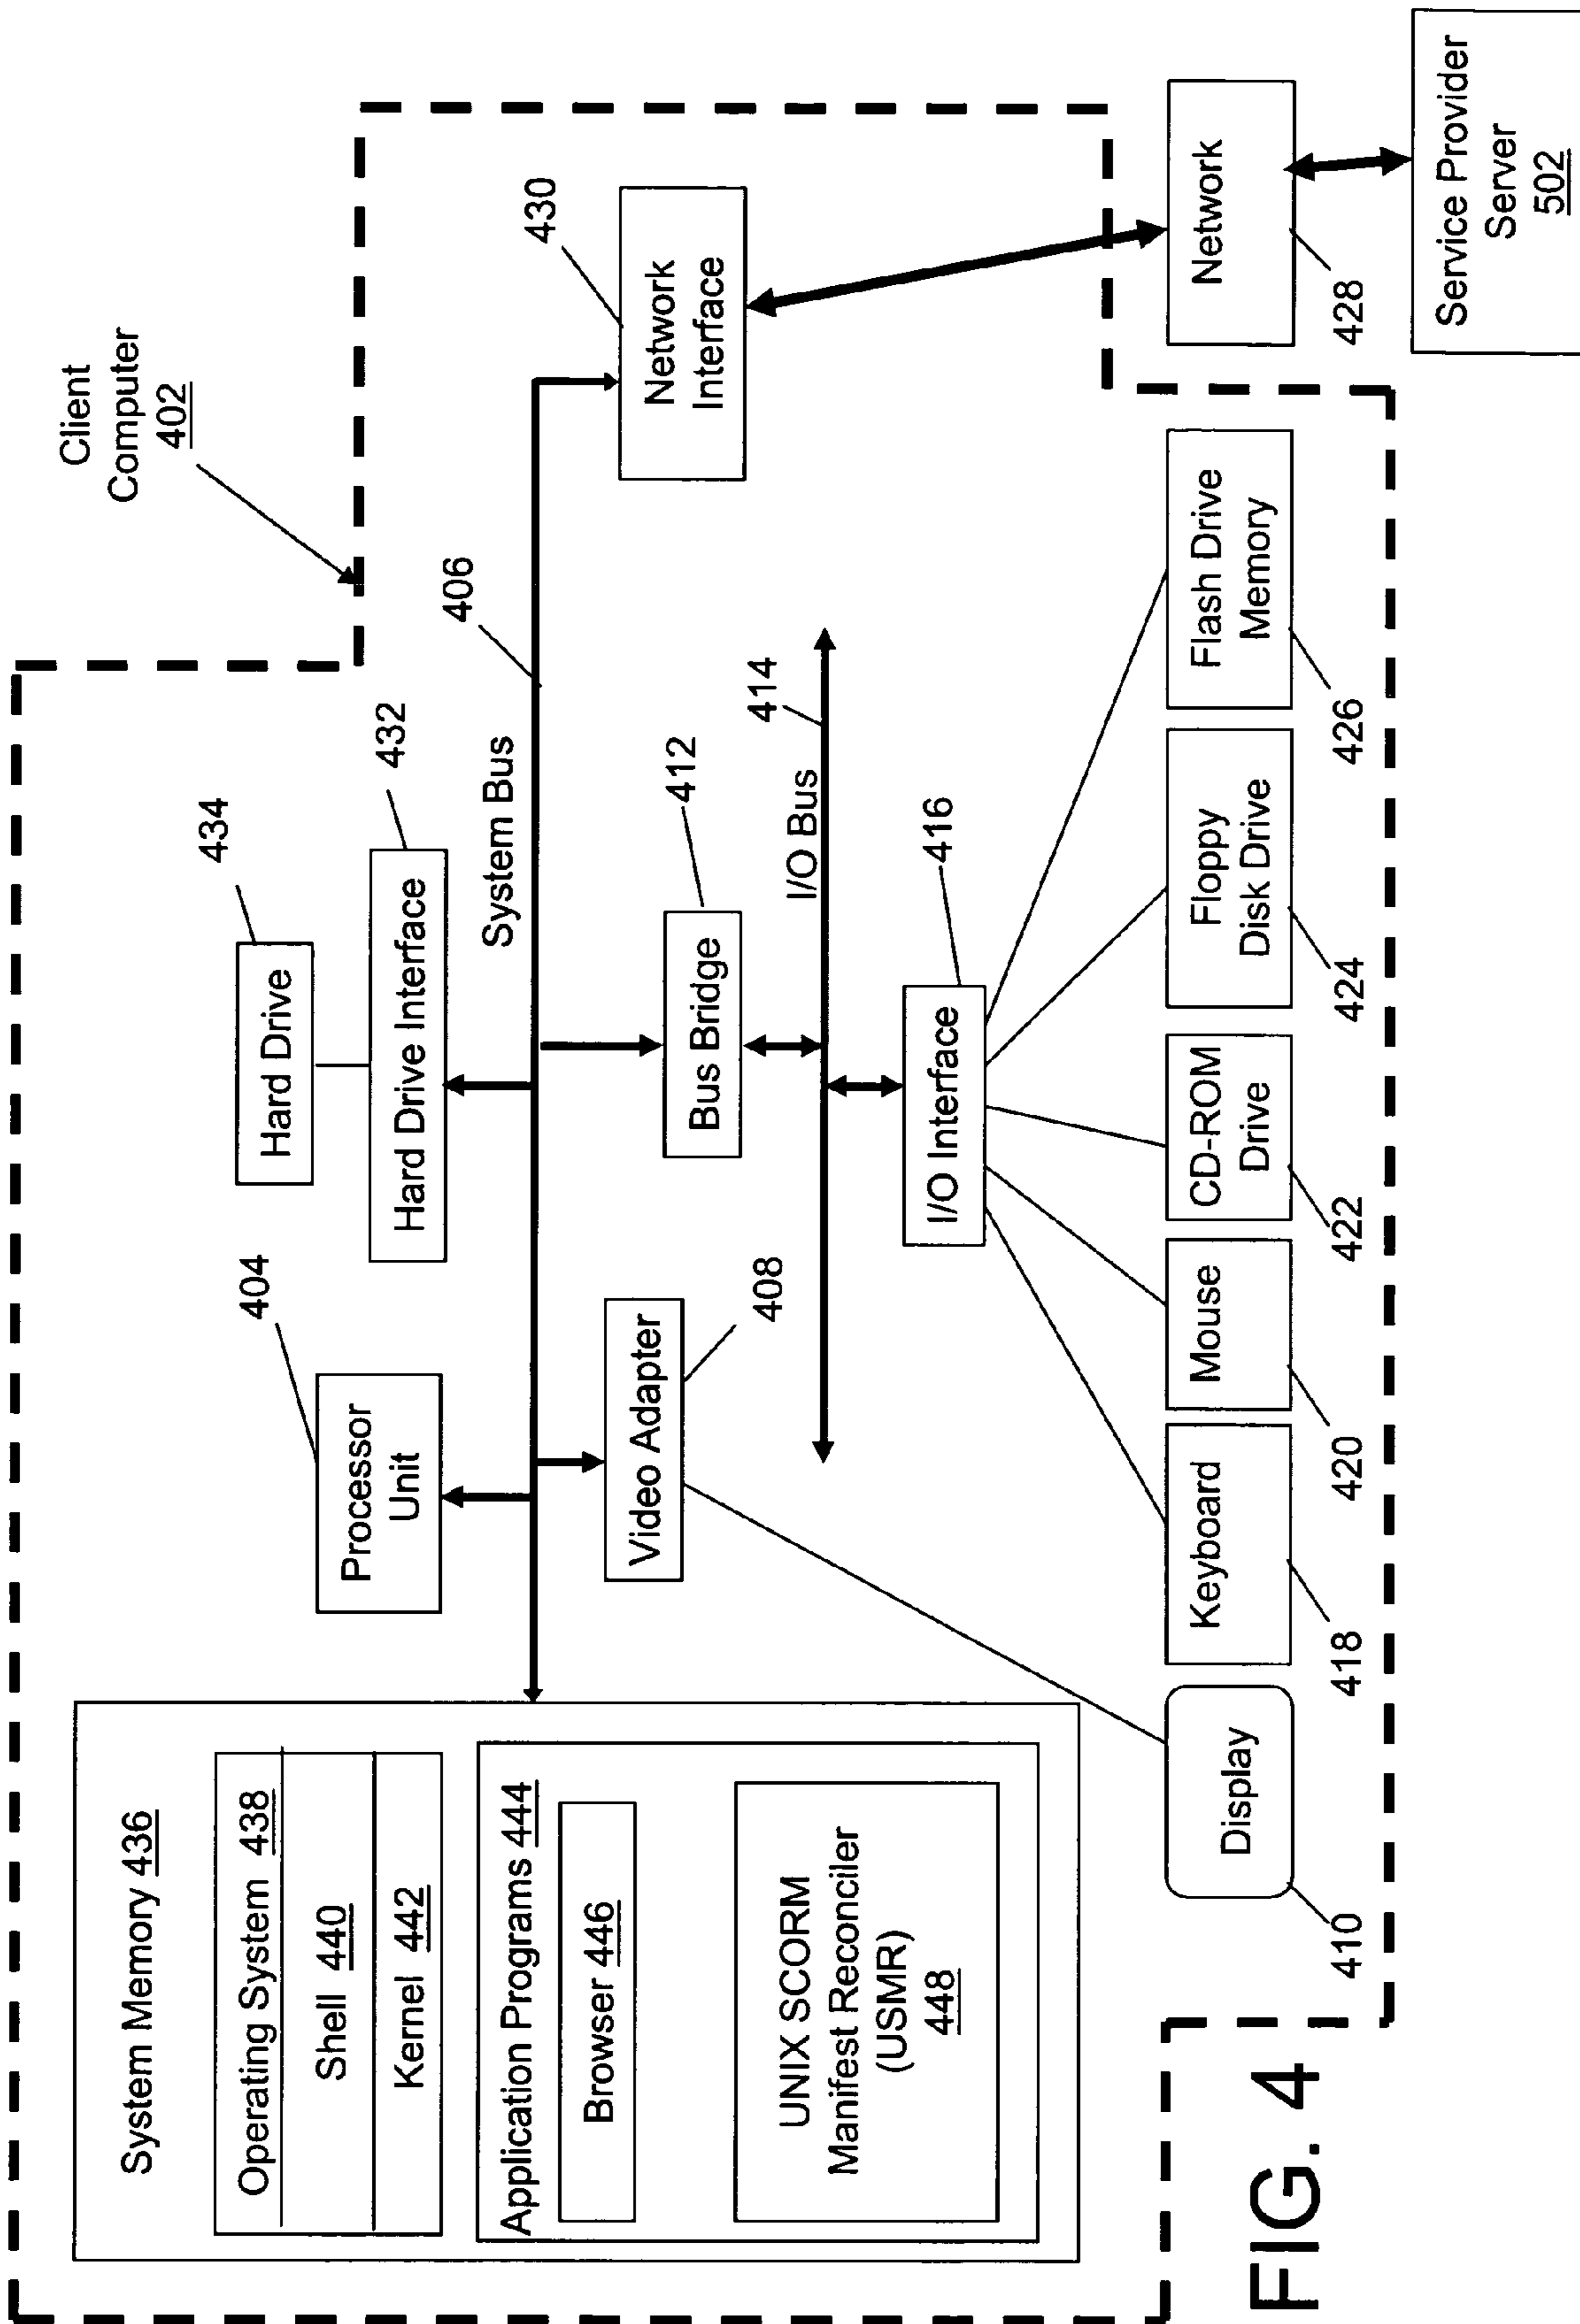 Client
Computer
402
System Memory 436
Operating System 438
Shell 440
Kernel 442
Application Programs 444
Browser 446
UNIX SCORM
Manifest Reconciler
(USMR)
448
404
Processor
Unit
434
Hard Drive
432
Hard Drive Interface
System Bus
406
430
Network
Interface
Video Adapter
408
412
Bus Bridge
414
I/O Bus
416
I/O Interface
Display
410
Keyboard
418
Mouse
420
CD-ROM
Drive
422
Floppy
Disk Drive
424
Flash Drive
Memory
426
Network
428
Service Provider
Server
502
FIG. 4